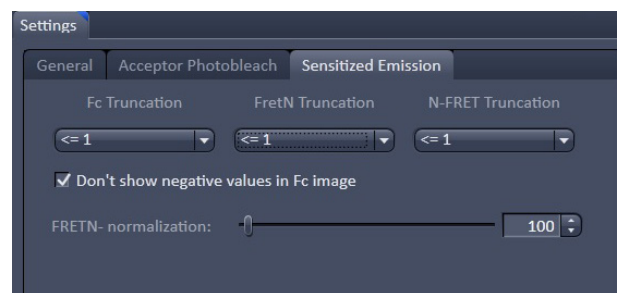 Settings
General Acceptor Photobleach Sensitized Emission
Fc Truncation FretN Truncation N-FRET Truncation
<= 1 <= 1 <= 1
Don't show negative values in Fc image
FRETN- normalization: 100